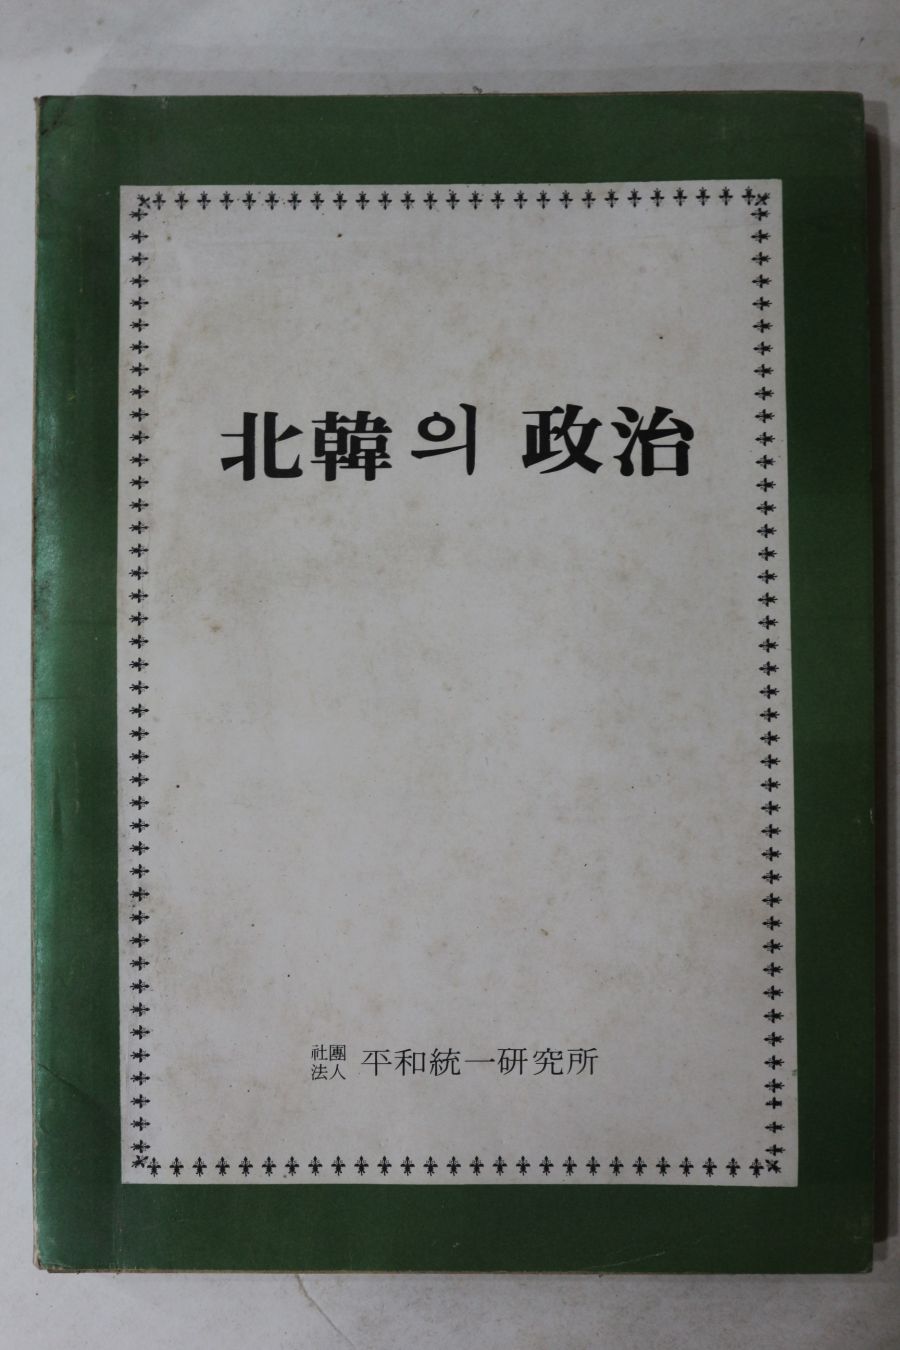 北韓의 政治
社團
法人 平和統一硏究所